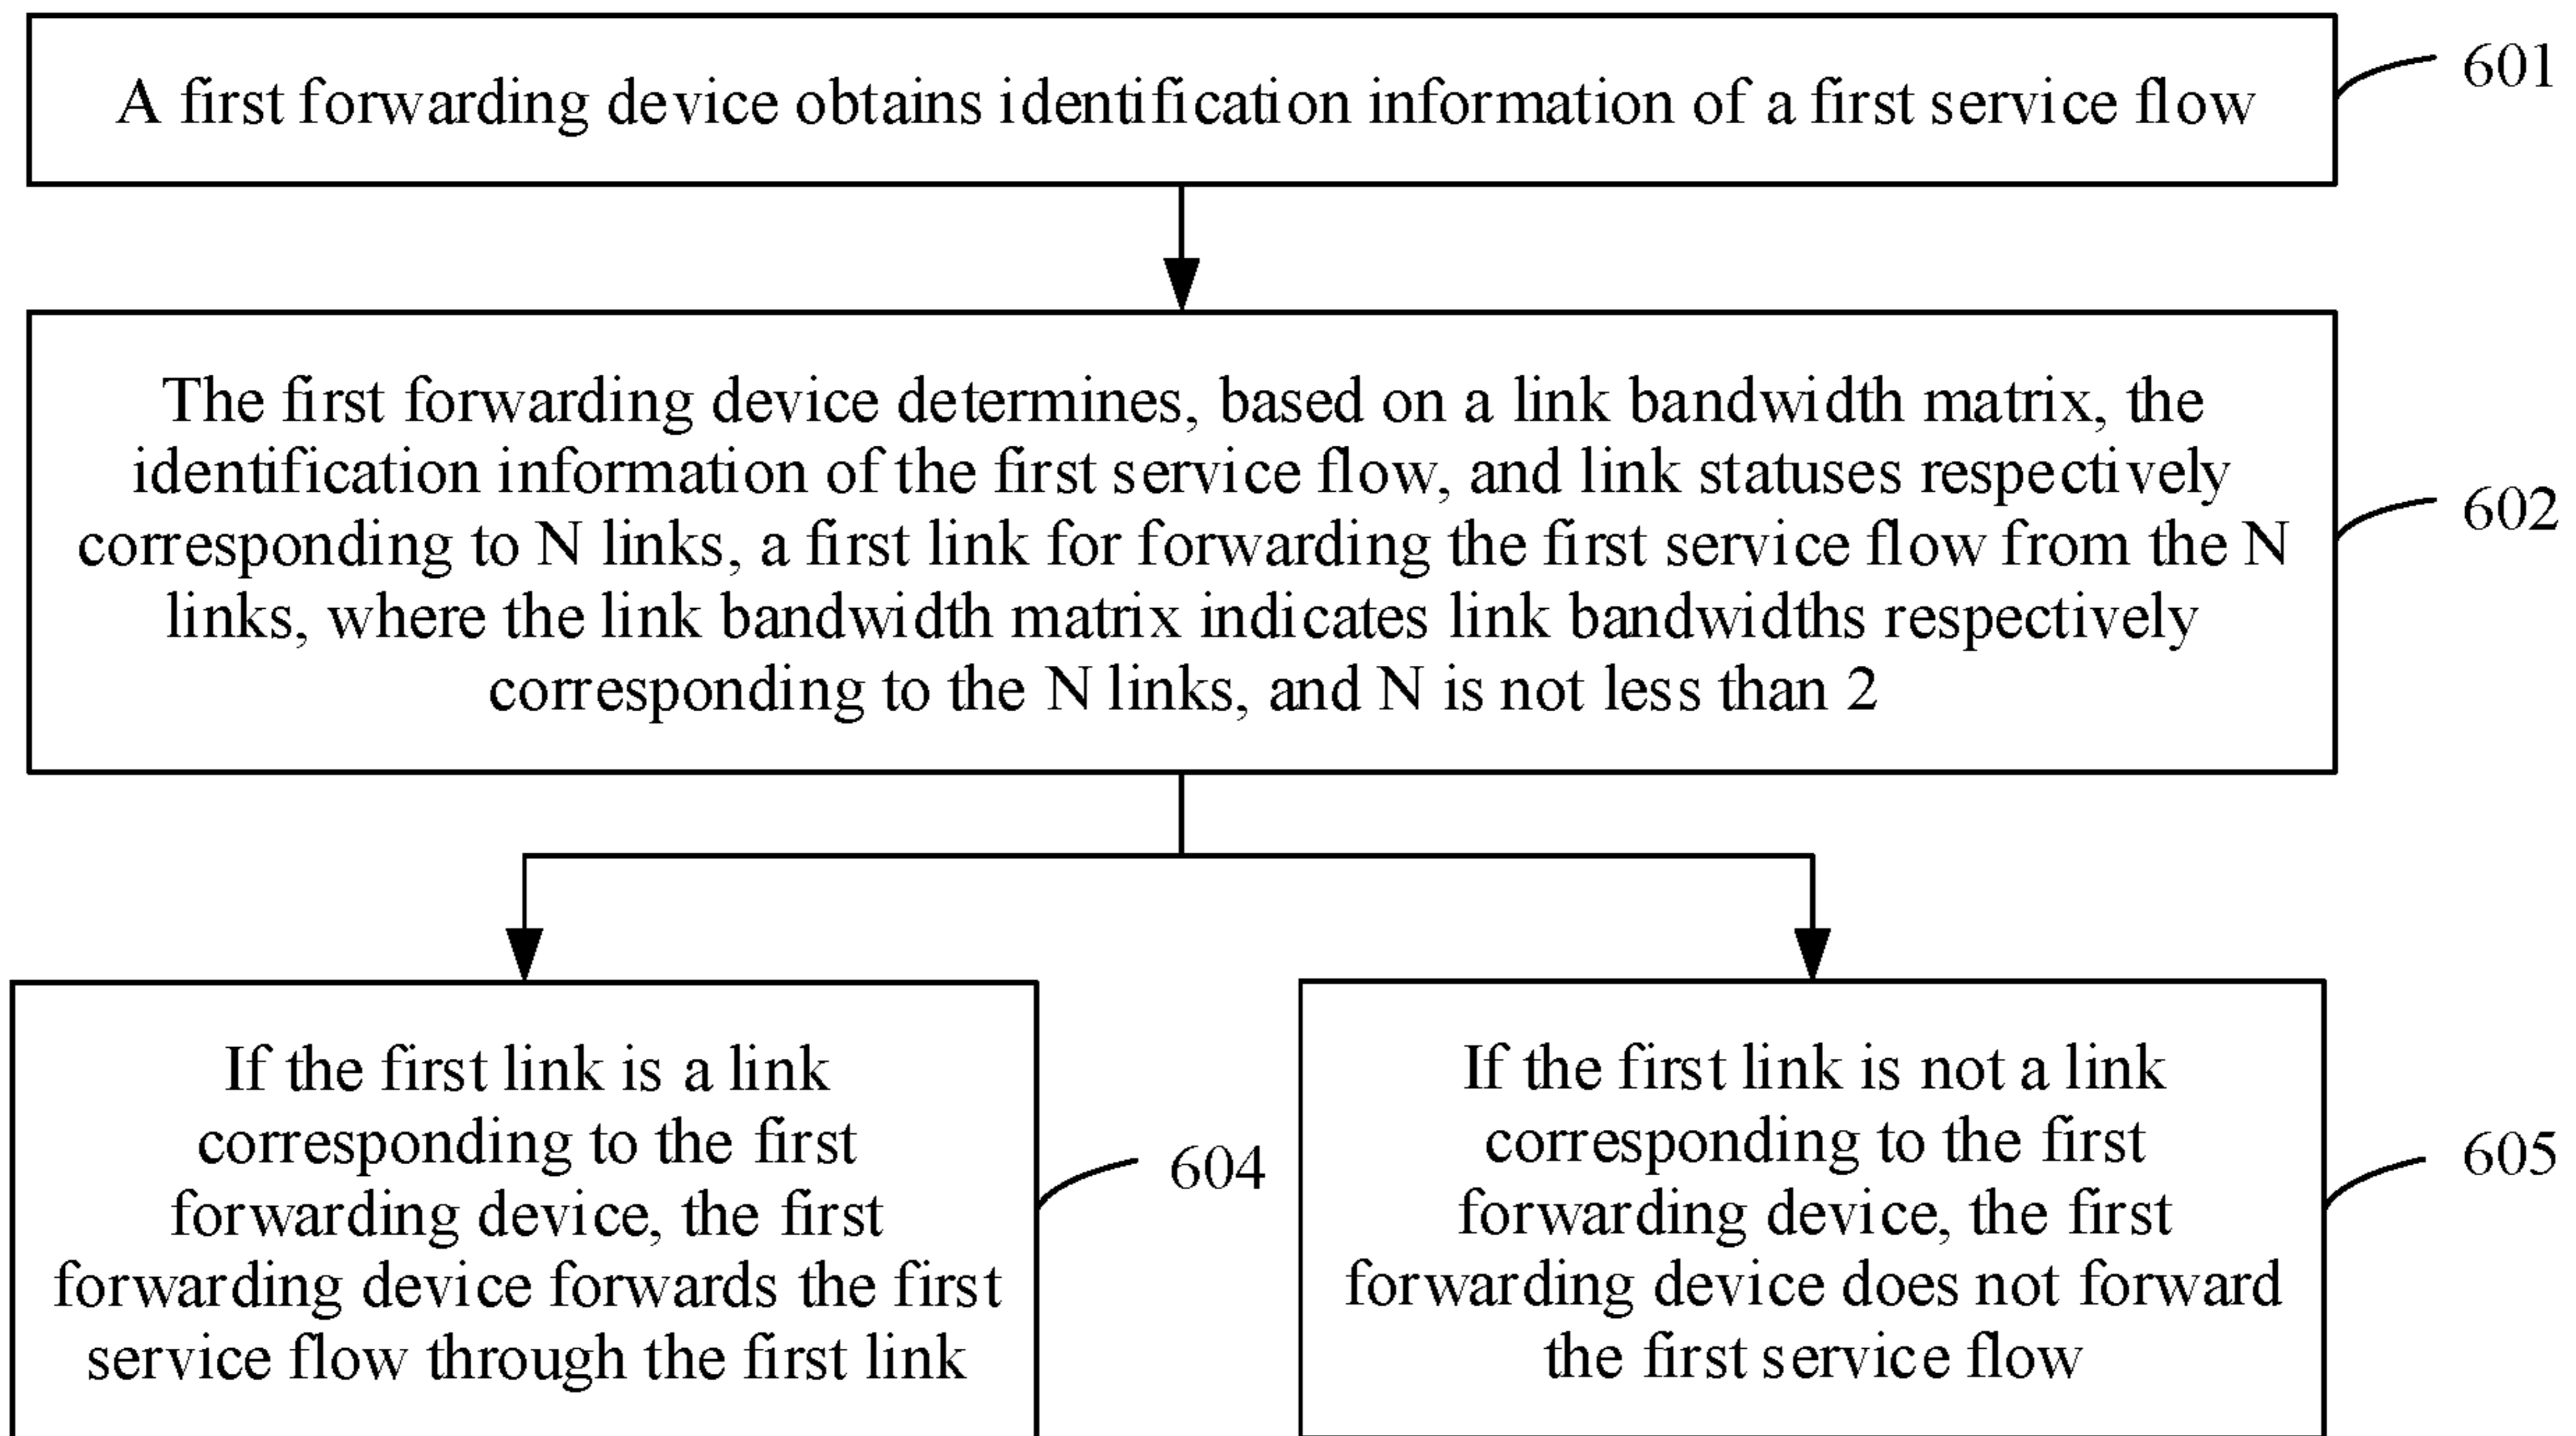 A first forwarding device obtains identification information of a first service flow
601
The first forwarding device determines, based on a link bandwidth matrix, the
identification information of the first service flow, and link statuses respectively
corresponding to N links, a first link for forwarding the first service flow from the N
links, where the link bandwidth matrix indicates link bandwidths respectively
corresponding to the N links, and N is not less than 2
602
If the first link is a link
corresponding to the first
forwarding device, the first
forwarding device forwards the first
service flow through the first link
604
If the first link is not a link
corresponding to the first
forwarding device, the first
forwarding device does not forward
the first service flow
605